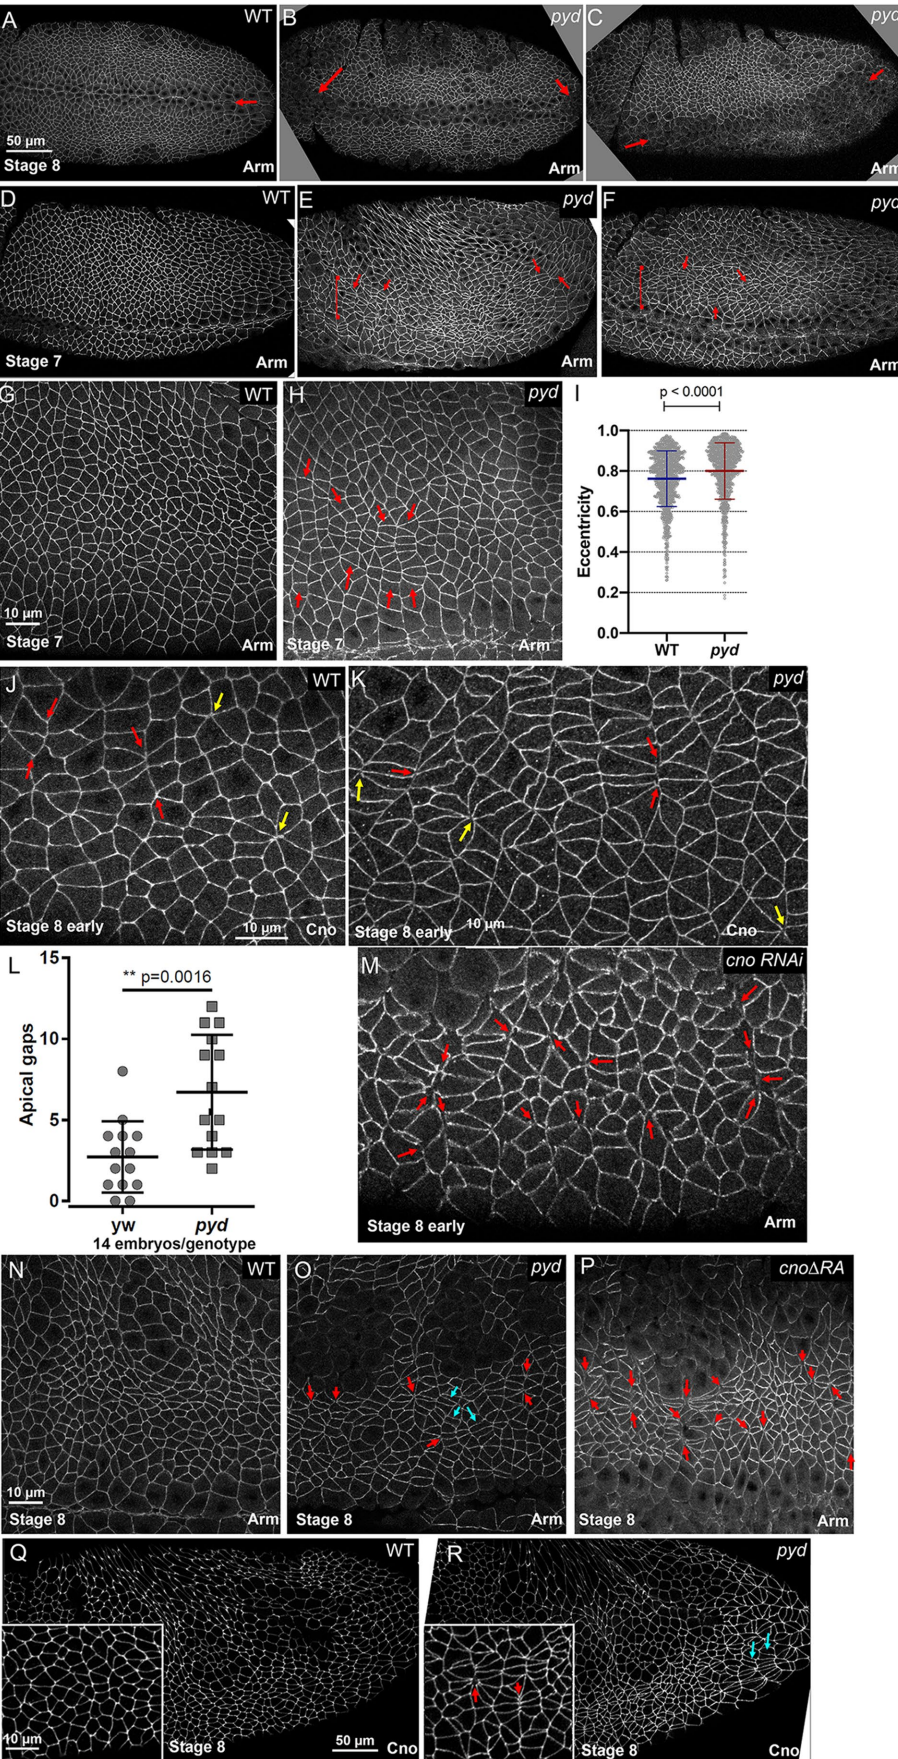 A WT
50 µm
Stage 8 Arm
B pyd
Arm
C pyd
Arm
D WT
Stage 7 Arm
E pyd
Arm
F pyd
Arm
G WT
10 µm
Stage 7 Arm
H pyd
Stage 7 Arm
I
p < 0.0001
1.0
0.8
0.6
0.4
0.2
0.0
Eccentricity
WT pyd
J WT
Stage 8 early 10 µm Cno
K pyd
Stage 8 early 10 µm Cno
L
15
** p=0.0016
10
5
0
Apical gaps
yw pyd
14 embryos/genotype
M cno RNAi
Stage 8 early Arm
N WT
10 µm
Stage 8 Arm
O pyd
Stage 8 Arm
P cnoΔRA
Stage 8 Arm
Q WT
10 µm
Stage 8 50 µm Cno
R pyd
Stage 8 Cno